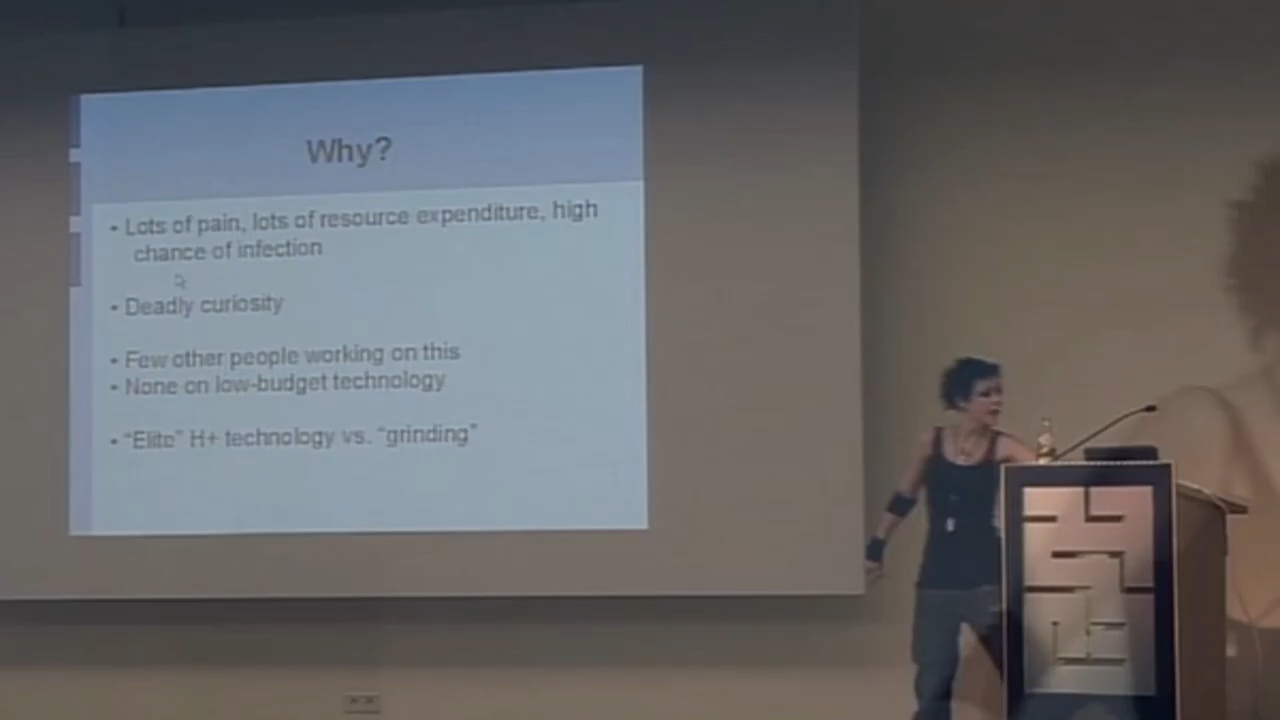 Why?
• Lots of pain, lots of resource expenditure, high
chance of infection
• Deadly curiosity
• Few other people working on this
• None on low-budget technology
• “Elite” H+ technology vs. “grinding”